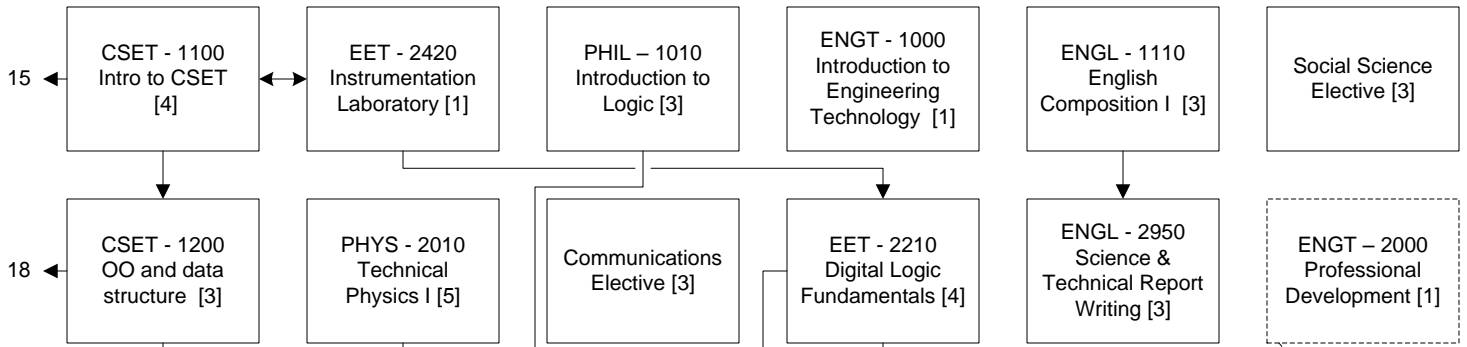 15
CSET - 1100
Intro to CSET
[4]
EET - 2420
Instrumentation
Laboratory [1]
PHIL – 1010
Introduction to
Logic [3]
ENGT - 1000
Introduction to
Engineering
Technology [1]
ENGL - 1110
English
Composition I [3]
Social Science
Elective [3]
18
CSET - 1200
OO and data
structure [3]
PHYS - 2010
Technical
Physics I [5]
Communications
Elective [3]
EET - 2210
Digital Logic
Fundamentals [4]
ENGL - 2950
Science &
Technical Report
Writing [3]
ENGT – 2000
Professional
Development [1]